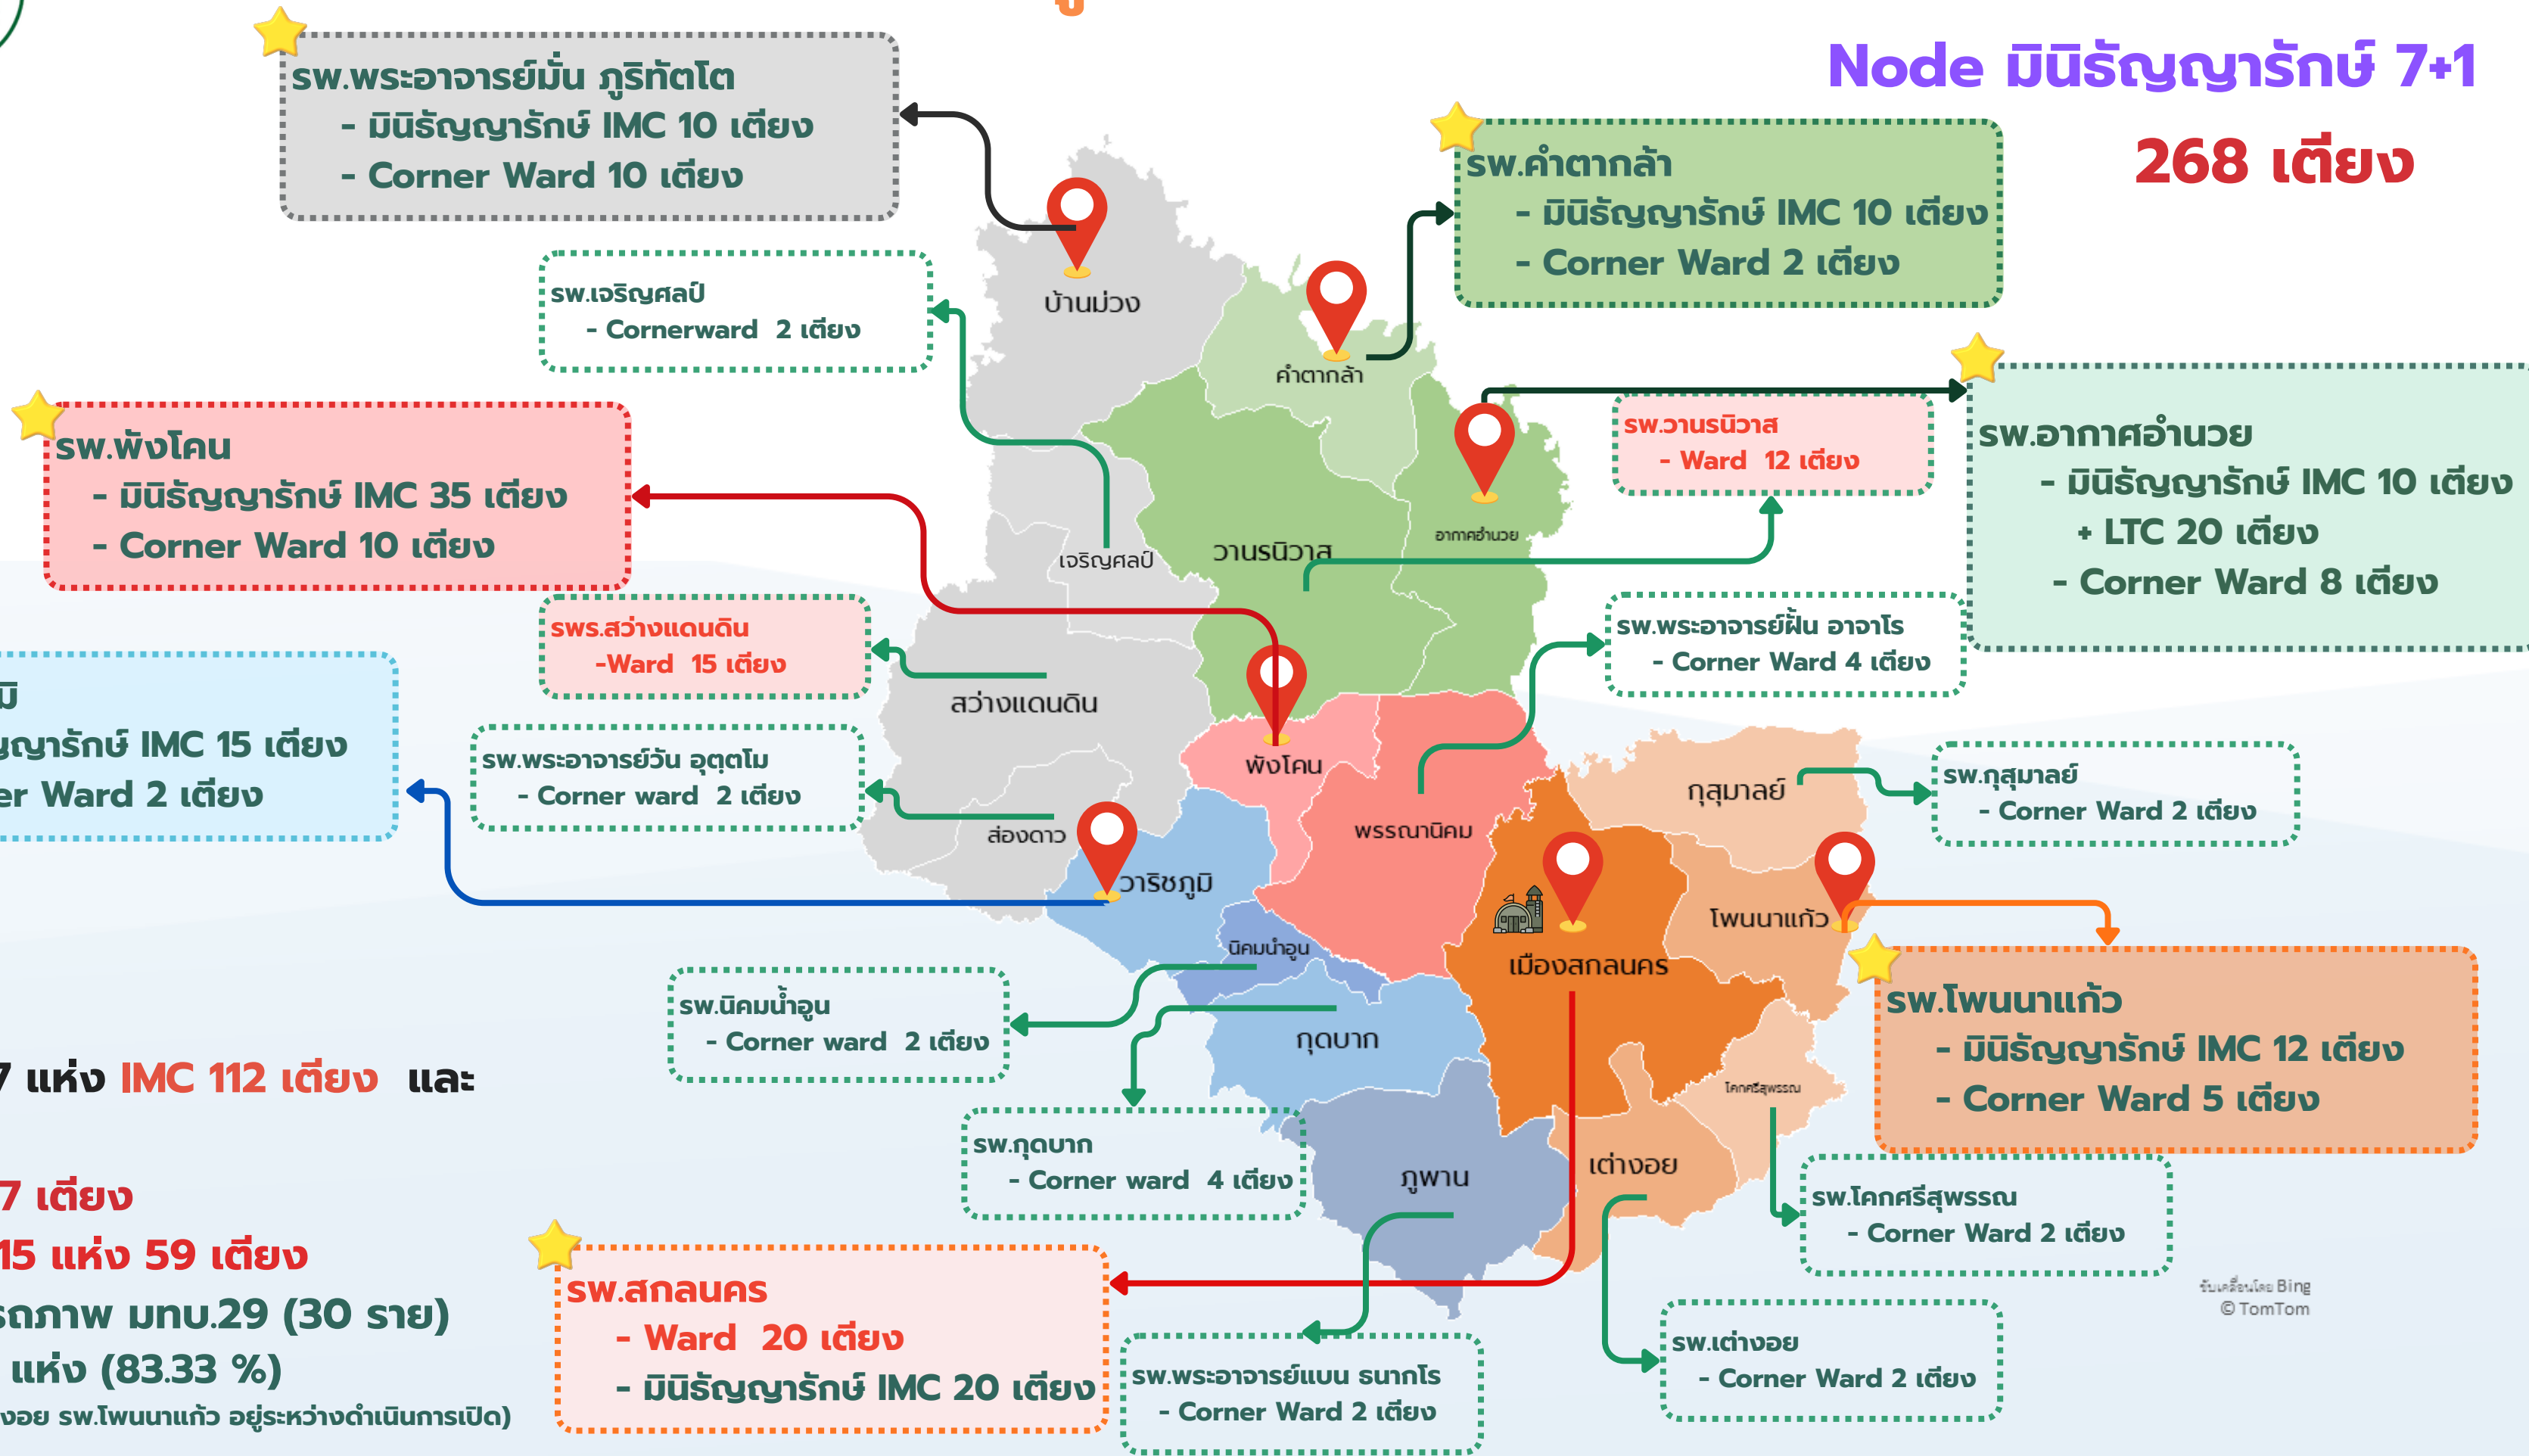 Node มินิธัญญารักษ์ 7+1
268 เตียง
รพ.พระอาจารย์มั่น ภูริทัตโต
- มินิธัญญารักษ์ IMC 10 เตียง
- Corner Ward 10 เตียง
รพ.คำตากล้า
- มินิธัญญารักษ์ IMC 10 เตียง
- Corner Ward 2 เตียง
รพ.เจริญศลป์
- Cornerward 2 เตียง
รพ.วานรนิวาส
- Ward 12 เตียง
รพ.อากาศอำนวย
- มินิธัญญารักษ์ IMC 10 เตียง
+ LTC 20 เตียง
- Corner Ward 8 เตียง
รพ.พังโคน
- มินิธัญญารักษ์ IMC 35 เตียง
- Corner Ward 10 เตียง
รพร.สว่างแดนดิน
-Ward 15 เตียง
รพ.พระอาจารย์ฝั้น อาจาโร
- Corner Ward 4 เตียง
มิ
ญญารักษ์ IMC 15 เตียง
er Ward 2 เตียง
รพ.พระอาจารย์วัน อุตฺตโม
- Corner ward 2 เตียง
รพ.กุสุมาลย์
- Corner Ward 2 เตียง
บ้านม่วง
คำตากล้า
อากาศอำนวย
วานรนิวาส
เจริญศลป์
สว่างแดนดิน
พังโคน
พรรณานิคม
ส่องดาว
วาริชภูมิ
กุสุมาลย์
โพนนาแก้ว
นิคมน้ำอูน
เมืองสกลนคร
กุดบาก
โคกศรีสุพรรณ
เต่างอย
ภูพาน
รพ.นิคมน้ำอูน
- Corner ward 2 เตียง
รพ.โพนนาแก้ว
- มินิธัญญารักษ์ IMC 12 เตียง
- Corner Ward 5 เตียง
รพ.กุดบาก
- Corner ward 4 เตียง
รพ.โคกศรีสุพรรณ
- Corner Ward 2 เตียง
7 แห่ง IMC 112 เตียง และ
7 เตียง
15 แห่ง 59 เตียง
รถภาพ มทบ.29 (30 ราย)
แห่ง (83.33 %)
งอย รพ.โพนนาแก้ว อยู่ระหว่างดำเนินการเปิด)
รพ.สกลนคร
- Ward 20 เตียง
- มินิธัญญารักษ์ IMC 20 เตียง
รพ.พระอาจารย์แบน ธนากโร
- Corner Ward 2 เตียง
รพ.เต่างอย
- Corner Ward 2 เตียง
ขับเคลื่อนโดย Bing
© TomTom